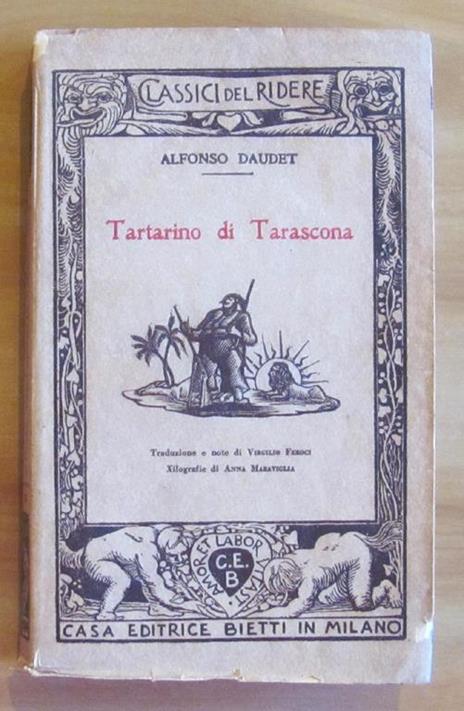 CLASSICI DEL RIDERE
ALFONSO DAUDET
Tartarino di Tarascona
Traduzione e note di VIRGILIO FEROCI
Xilografie di ANNA MARAVIGLIA
AMOR ET LABOR
C.E.
B
CASA EDITRICE BIETTI IN MILANO